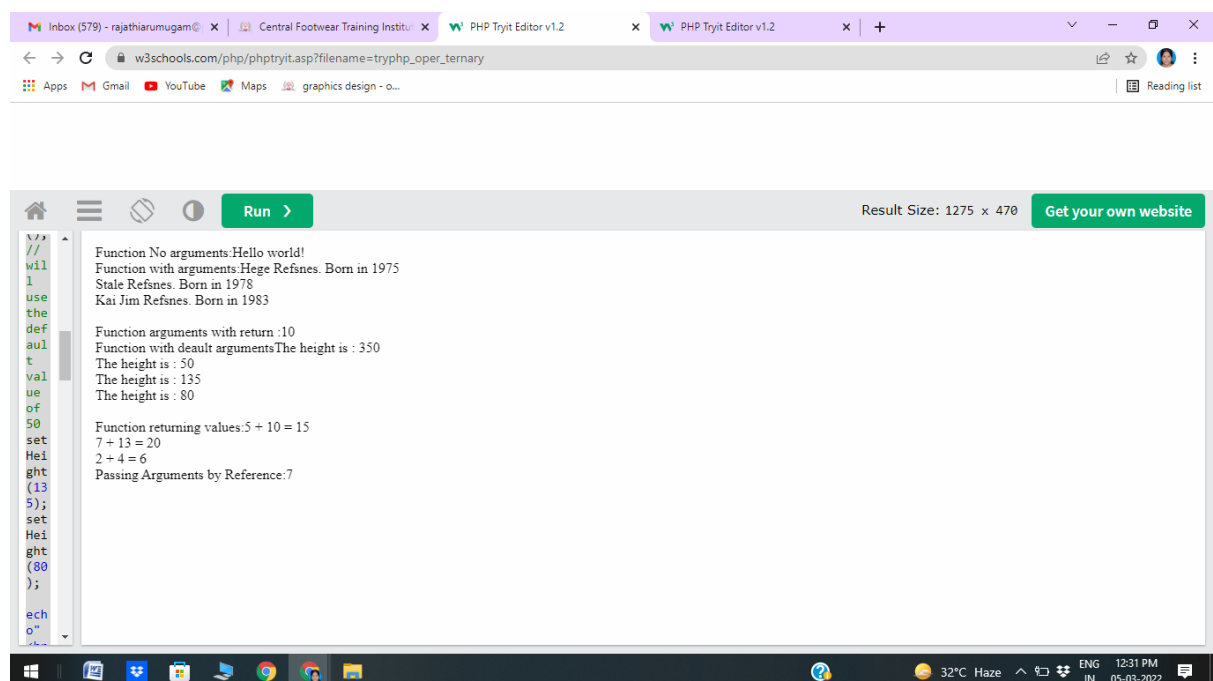 Inbox (579) - rajathiarumugam@
Central Footwear Training Institu
PHP Tryit Editor v1.2
PHP Tryit Editor v1.2
w3schools.com/php/phptryit.asp?filename=tryphp_oper_ternary
Apps
Gmail
YouTube
Maps
graphics design - o...
Reading list
Run ❯
Result Size: 1275 x 470
Get your own website
();
//
wil
l
use
the
def
aul
t
val
ue
of
50
set
Hei
ght
(13
5);
set
Hei
ght
(80
);
ech
o"
<br
Function No arguments:Hello world!
Function with arguments:Hege Refsnes. Born in 1975
Stale Refsnes. Born in 1978
Kai Jim Refsnes. Born in 1983
Function arguments with return :10
Function with deault argumentsThe height is : 350
The height is : 50
The height is : 135
The height is : 80
Function returning values:5 + 10 = 15
7 + 13 = 20
2 + 4 = 6
Passing Arguments by Reference:7
32°C Haze
ENG
IN
12:31 PM
05-03-2022